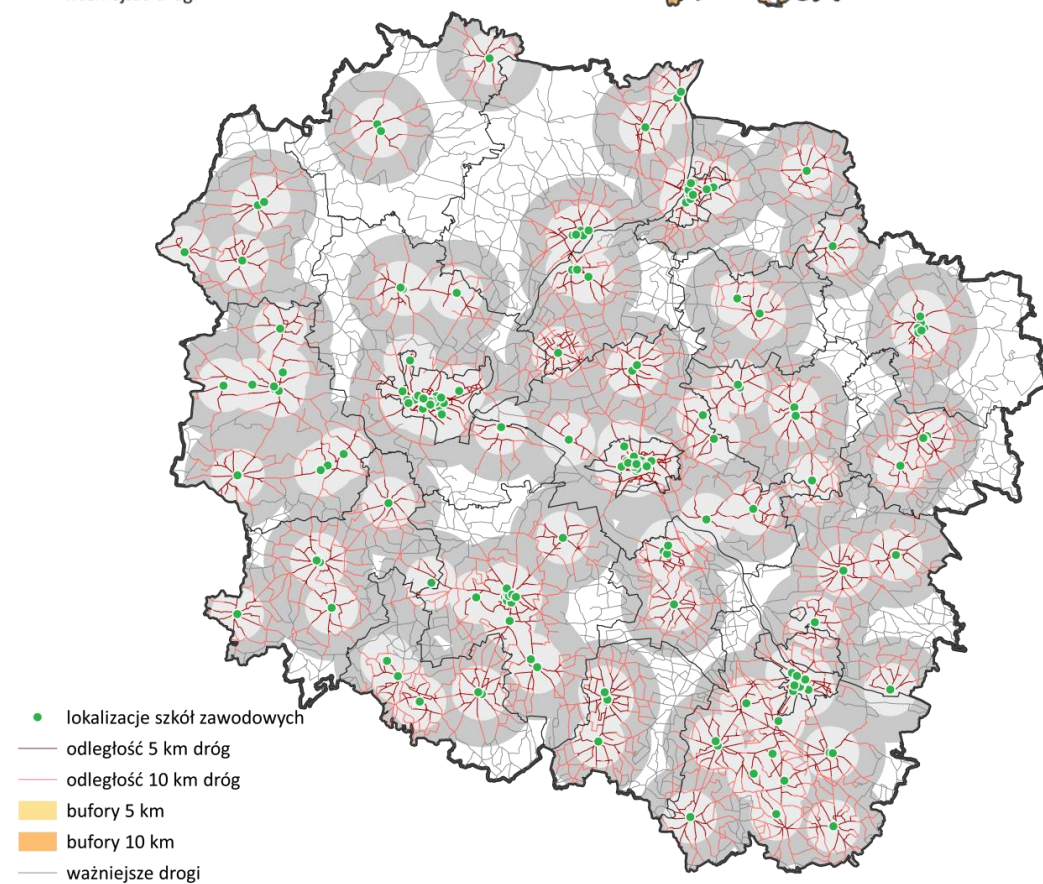 lokalizacje szkół zawodowych
odległość 5 km dróg
odległość 10 km dróg
bufory 5 km
bufory 10 km
ważniejsze drogi